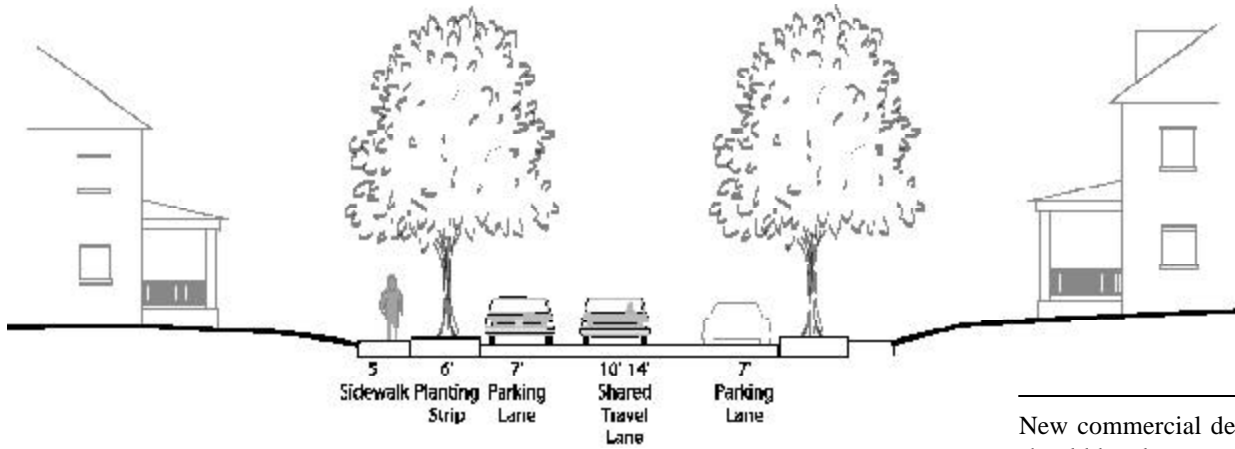 5 6' 7' 10' 14' 7'
Sidewalk Planting Parking Shared Parking
Strip Lane Travel Lane
Lane
New commercial de